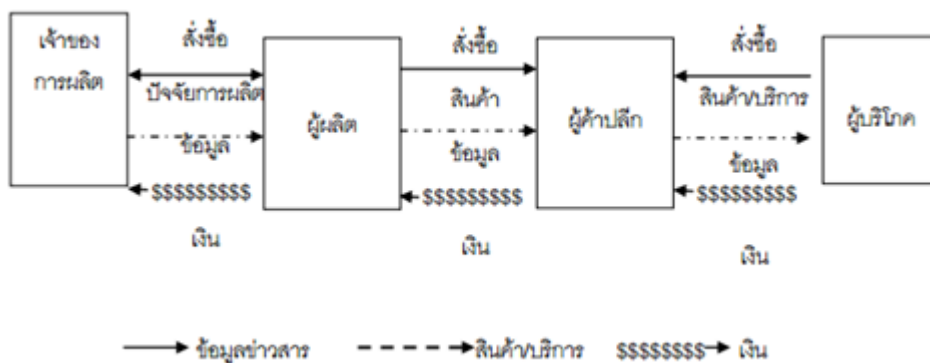 เจ้าของ
การผลิต
สั่งซื้อ
ปัจจัยการผลิต
ข้อมูล
$$$$$$$$$
เงิน
ผู้ผลิต
สั่งซื้อ
สินค้า
ข้อมูล
$$$$$$$$$
เงิน
ผู้ค้าปลีก
สั่งซื้อ
สินค้า/บริการ
ข้อมูล
$$$$$$$$$
เงิน
ผู้บริโภค
ข้อมูลข่าวสาร สินค้า/บริการ $$$$$$$$ เงิน